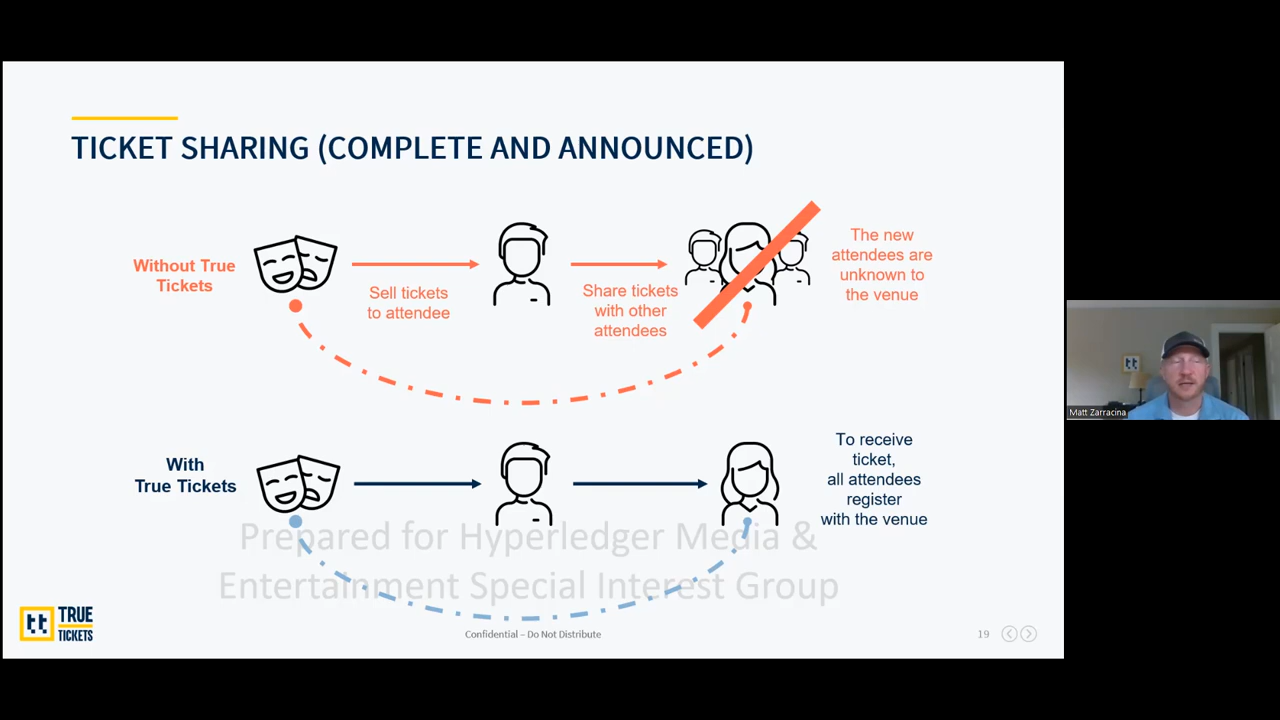 TICKET SHARING (COMPLETE AND ANNOUNCED)
Without True
Tickets
Sell tickets
to attendee
Share tickets
with other
attendees
The new
attendees are
unknown to
the venue
With
True Tickets
To receive
ticket,
all attendees
register
with the venue
Prepared for Hyperledger Media &
Entertainment Special Interest Group
tt TRUE
TICKETS
Confidential – Do Not Distribute
19
tt
Matt Zarracina